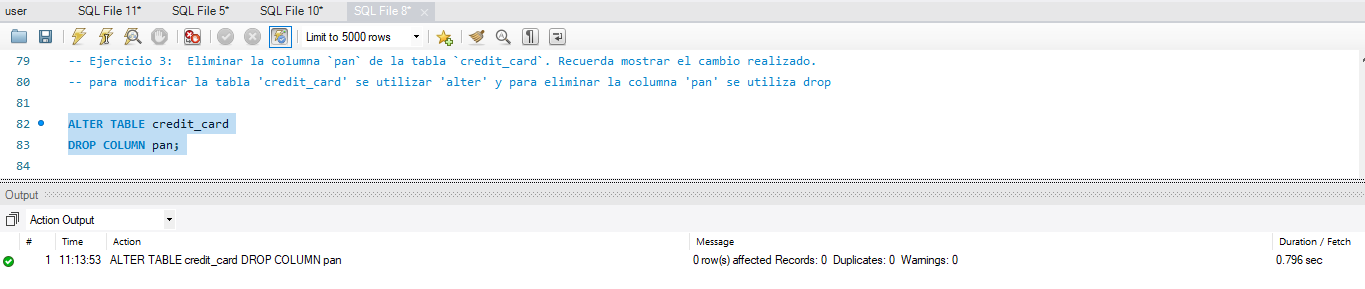 user SQL File 11* SQL File 5* SQL File 10* SQL File 8*
Limit to 5000 rows
79 -- Ejercicio 3:  Eliminar la columna `pan` de la tabla `credit_card`. Recuerda mostrar el cambio realizado.
80 -- para modificar la tabla 'credit_card' se utilizar 'alter' y para eliminar la columna 'pan' se utiliza drop
81
82 ALTER TABLE credit_card
83 DROP COLUMN pan;
84
Output
Action Output
# Time Action Message Duration / Fetch
1 11:13:53 ALTER TABLE credit_card DROP COLUMN pan 0 row(s) affected Records: 0  Duplicates: 0  Warnings: 0 0.796 sec